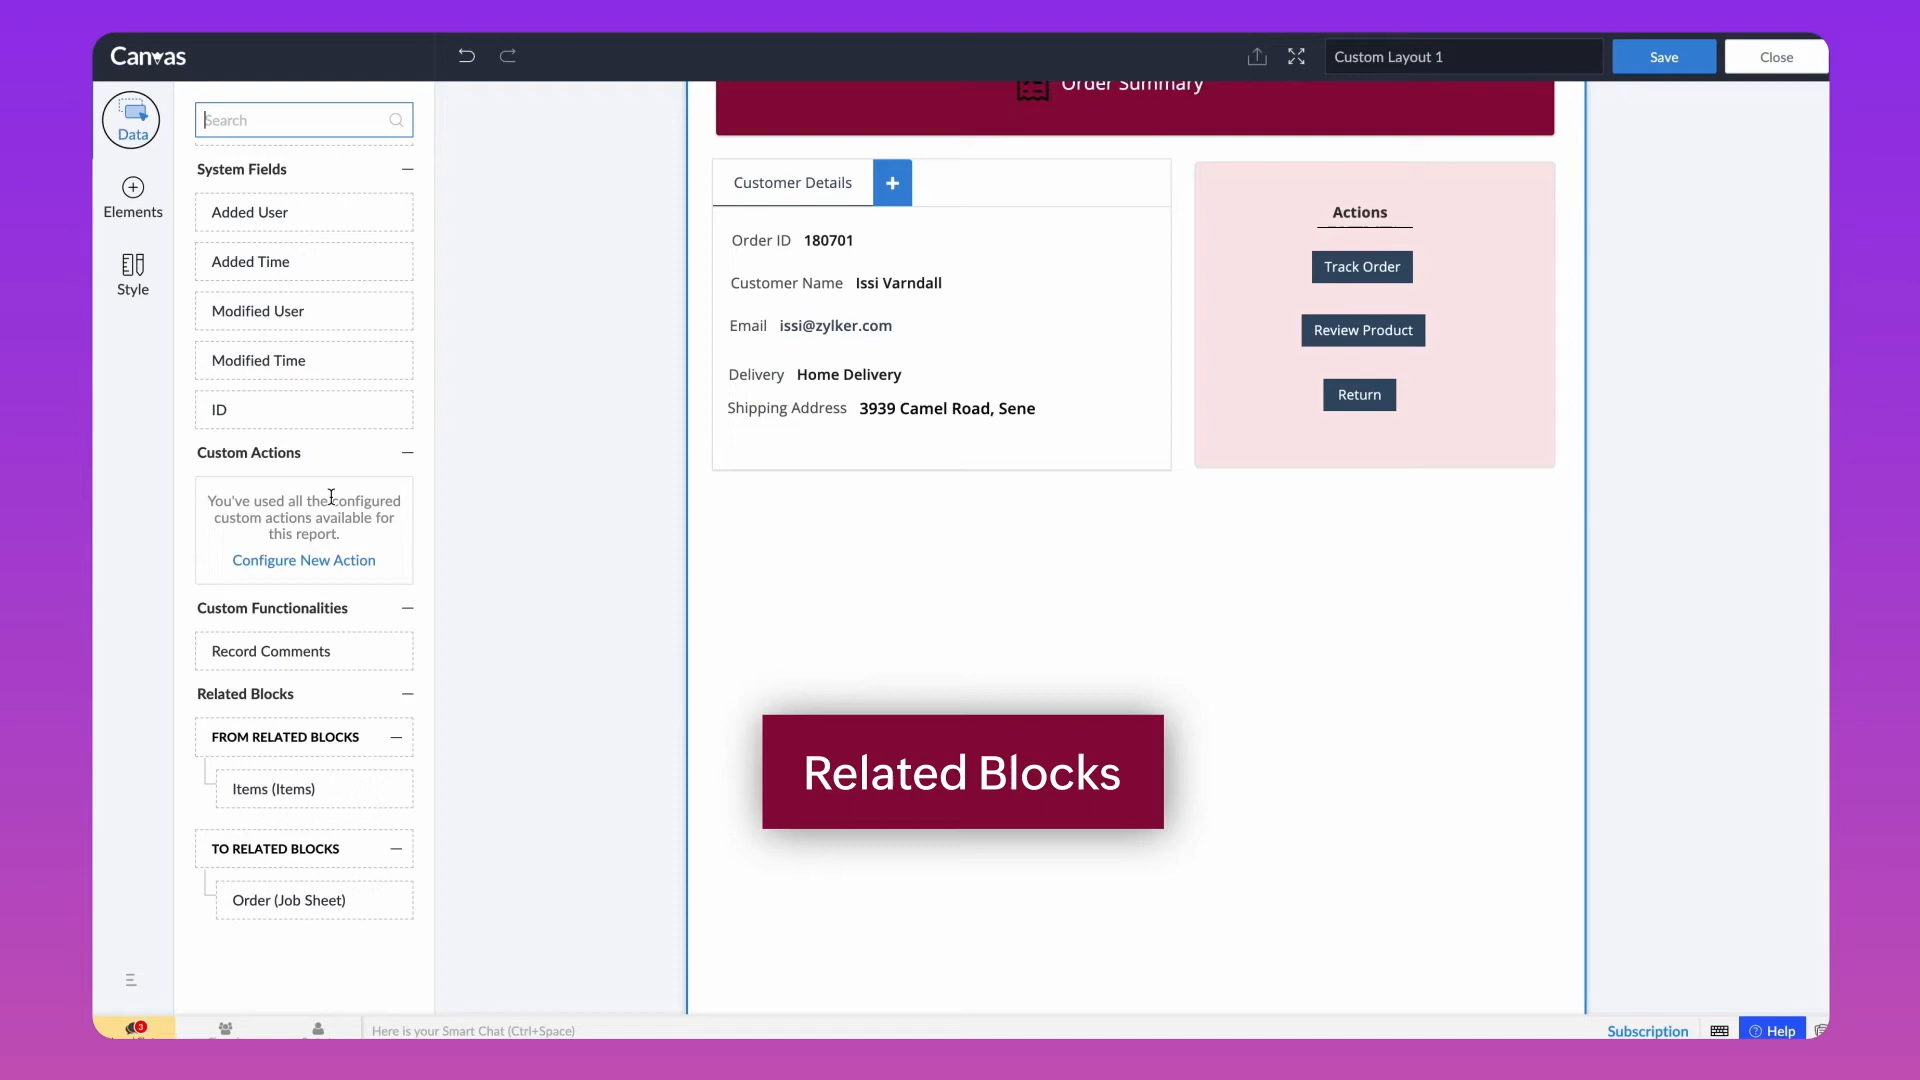 Canvas
Custom Layout 1
Save
Close
Data
Elements
Style
Search
System Fields
Added User
Added Time
Modified User
Modified Time
ID
Custom Actions
You've used all the configured
custom actions available for
this report.
Configure New Action
Custom Functionalities
Record Comments
Related Blocks
FROM RELATED BLOCKS
Items (Items)
TO RELATED BLOCKS
Order (Job Sheet)
Order Summary
Customer Details
+
Order ID 180701
Customer Name Issi Varndall
Email issi@zylker.com
Delivery Home Delivery
Shipping Address 3939 Camel Road, Sene
Actions
Track Order
Review Product
Return
Related Blocks
3
Here is your Smart Chat (Ctrl+Space)
Subscription
Help